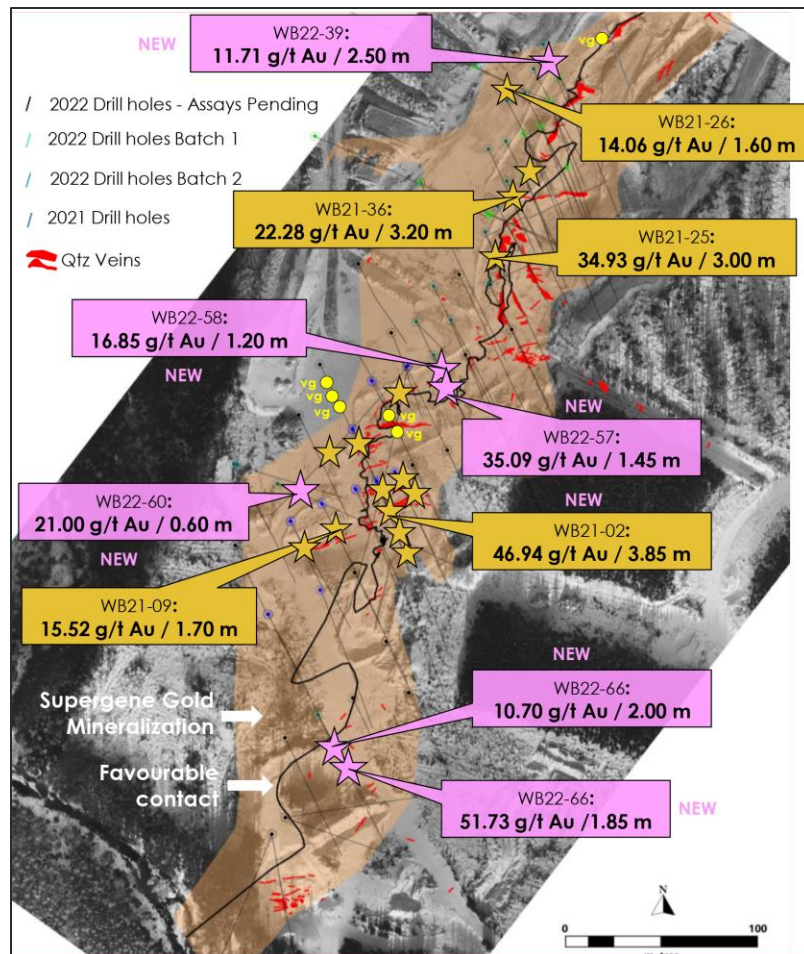 NEW
WB22-39:
11.71 g/t Au / 2.50 m
vg
2022 Drill holes - Assays Pending
2022 Drill holes Batch 1
2022 Drill holes Batch 2
2021 Drill holes
Qtz Veins
WB21-26:
14.06 g/t Au / 1.60 m
WB21-36:
22.28 g/t Au / 3.20 m
WB21-25:
34.93 g/t Au / 3.00 m
WB22-58:
16.85 g/t Au / 1.20 m
NEW
vg
vg
vg
vg
vg
NEW
WB22-57:
35.09 g/t Au / 1.45 m
WB22-60:
21.00 g/t Au / 0.60 m
NEW
NEW
WB21-02:
46.94 g/t Au / 3.85 m
WB21-09:
15.52 g/t Au / 1.70 m
NEW
Supergene Gold
Mineralization
WB22-66:
10.70 g/t Au / 2.00 m
Favourable
contact
WB22-66:
51.73 g/t Au /1.85 m
NEW
N
0
100